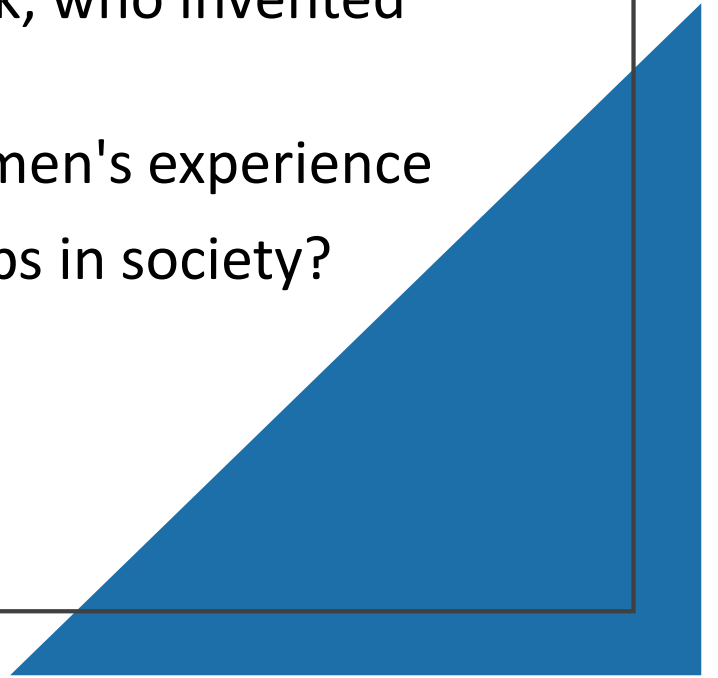 , who invented
men's experience
ps in society?